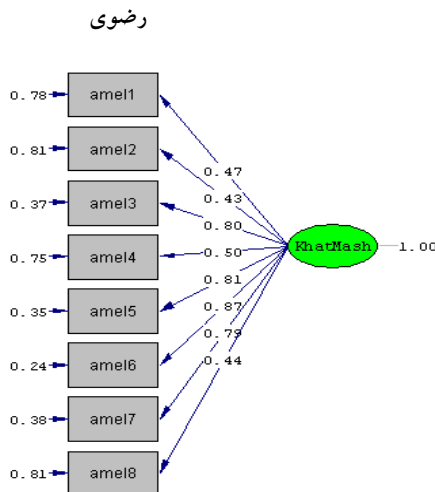 رضوی
0.78 amel1
0.81 amel2
0.47
0.43
0.37 amel3
0.80
0.75 amel4
0.50
KhatMash 1.00
0.81
0.35 amel5
0.87
0.79
0.24 amel6
0.44
0.38 amel7
0.81 amel8